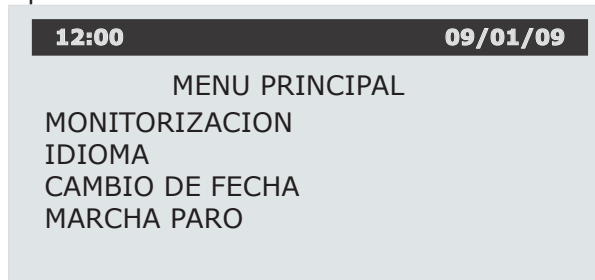 12:00 09/01/09
MENU PRINCIPAL
MONITORIZACION
IDIOMA
CAMBIO DE FECHA
MARCHA PARO